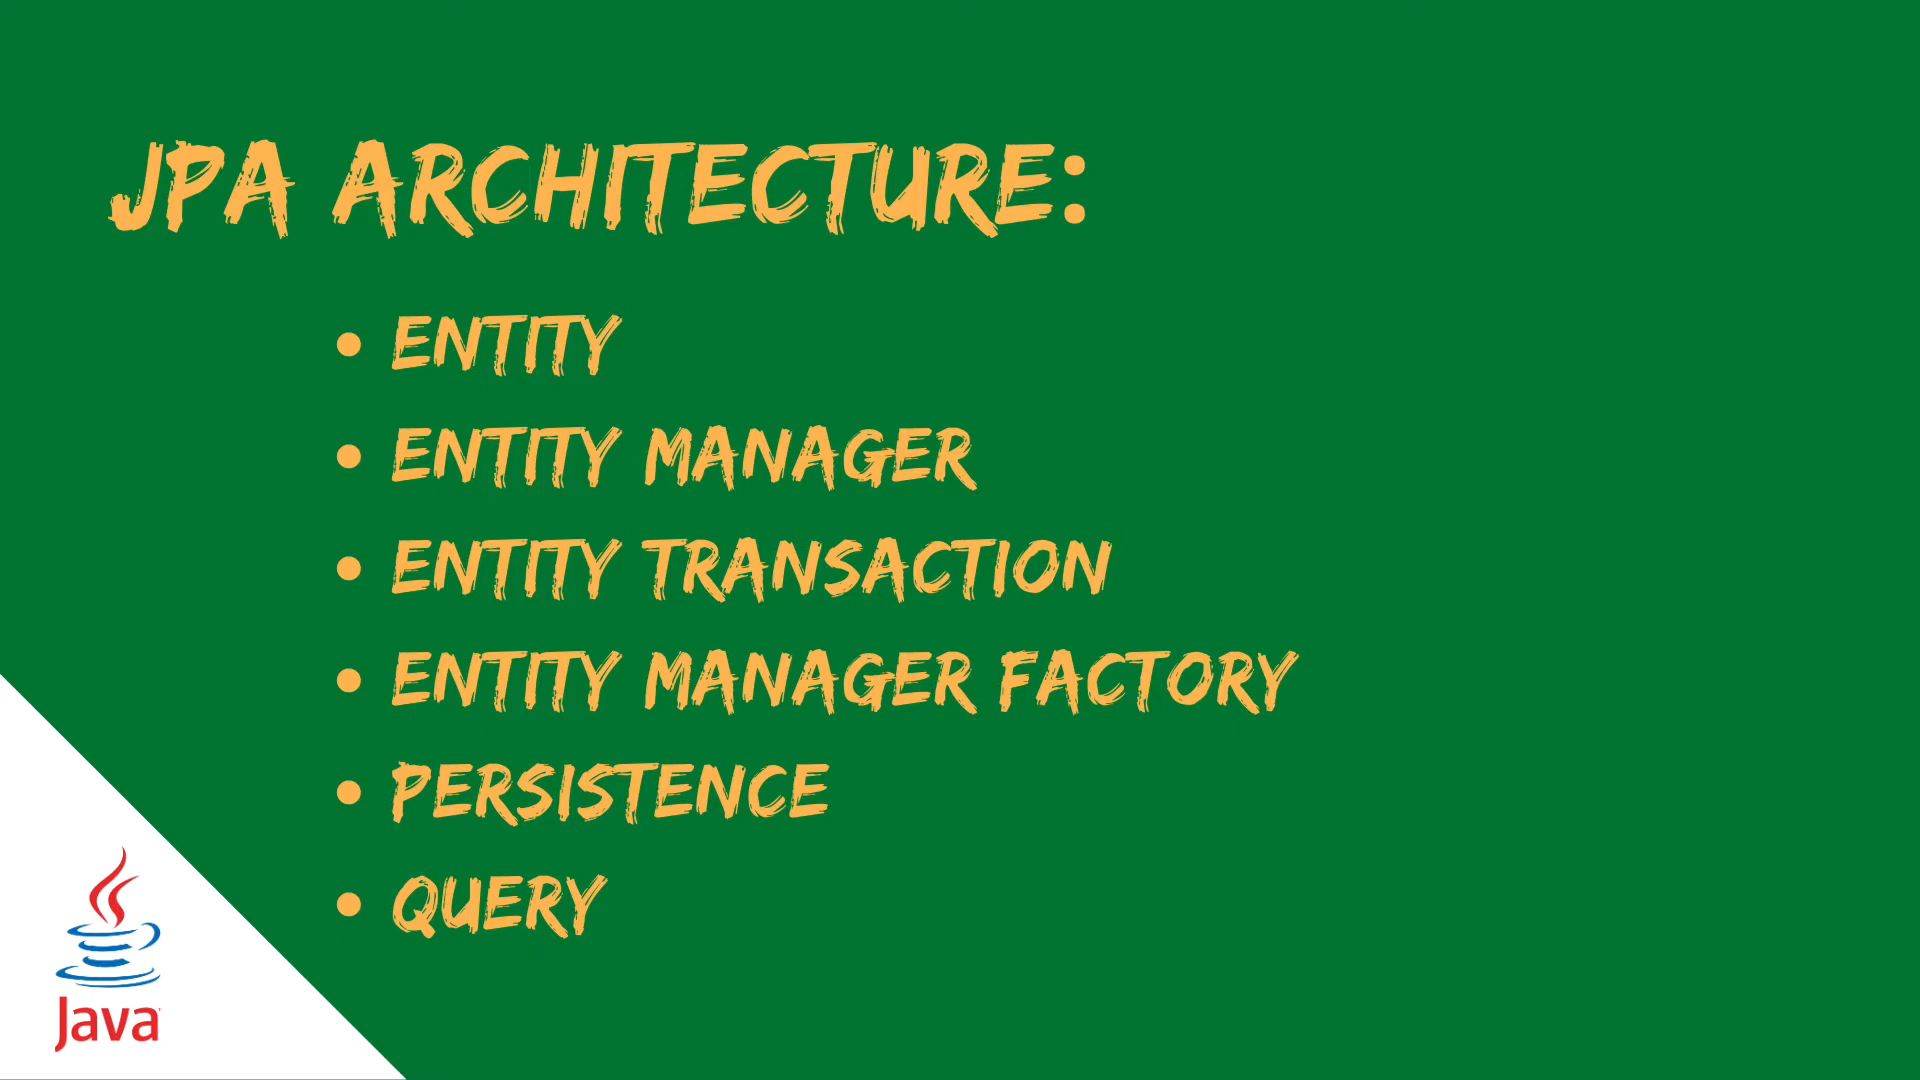 JPA ARCHITECTURE:
• ENTITY
• ENTITY MANAGER
• ENTITY TRANSACTION
• ENTITY MANAGER FACTORY
• PERSISTENCE
• QUERY
Java